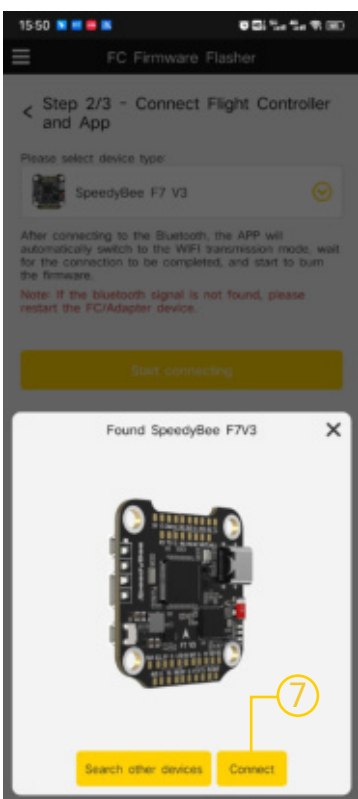 15:50
FC Firmware Flasher
< Step 2/3 - Connect Flight Controller
and App
Please select device type:
SpeedyBee F7 V3
After connecting to the Bluetooth, the APP will
automatically switch to the WIFI transmission mode, wait
for the connection to be completed, and start to burn
the firmware.
Note: If the bluetooth signal is not found, please
restart the FC/Adapter device.
Start connecting
Found SpeedyBee F7V3
SpeedyBee
F7 V3
7
Search other devices
Connect